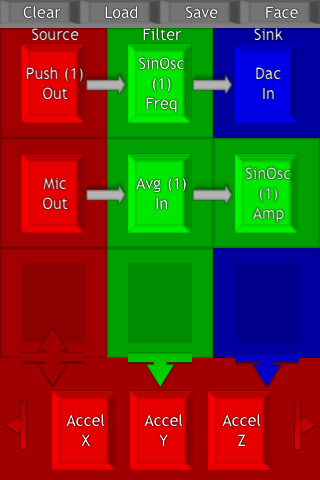 Clear Load Save Face
Source Filter Sink
Push (1)
Out
SinOsc
(1)
Freq
Dac
In
Mic
Out
Avg (1)
In
SinOsc
(1)
Amp
Accel
X
Accel
Y
Accel
Z